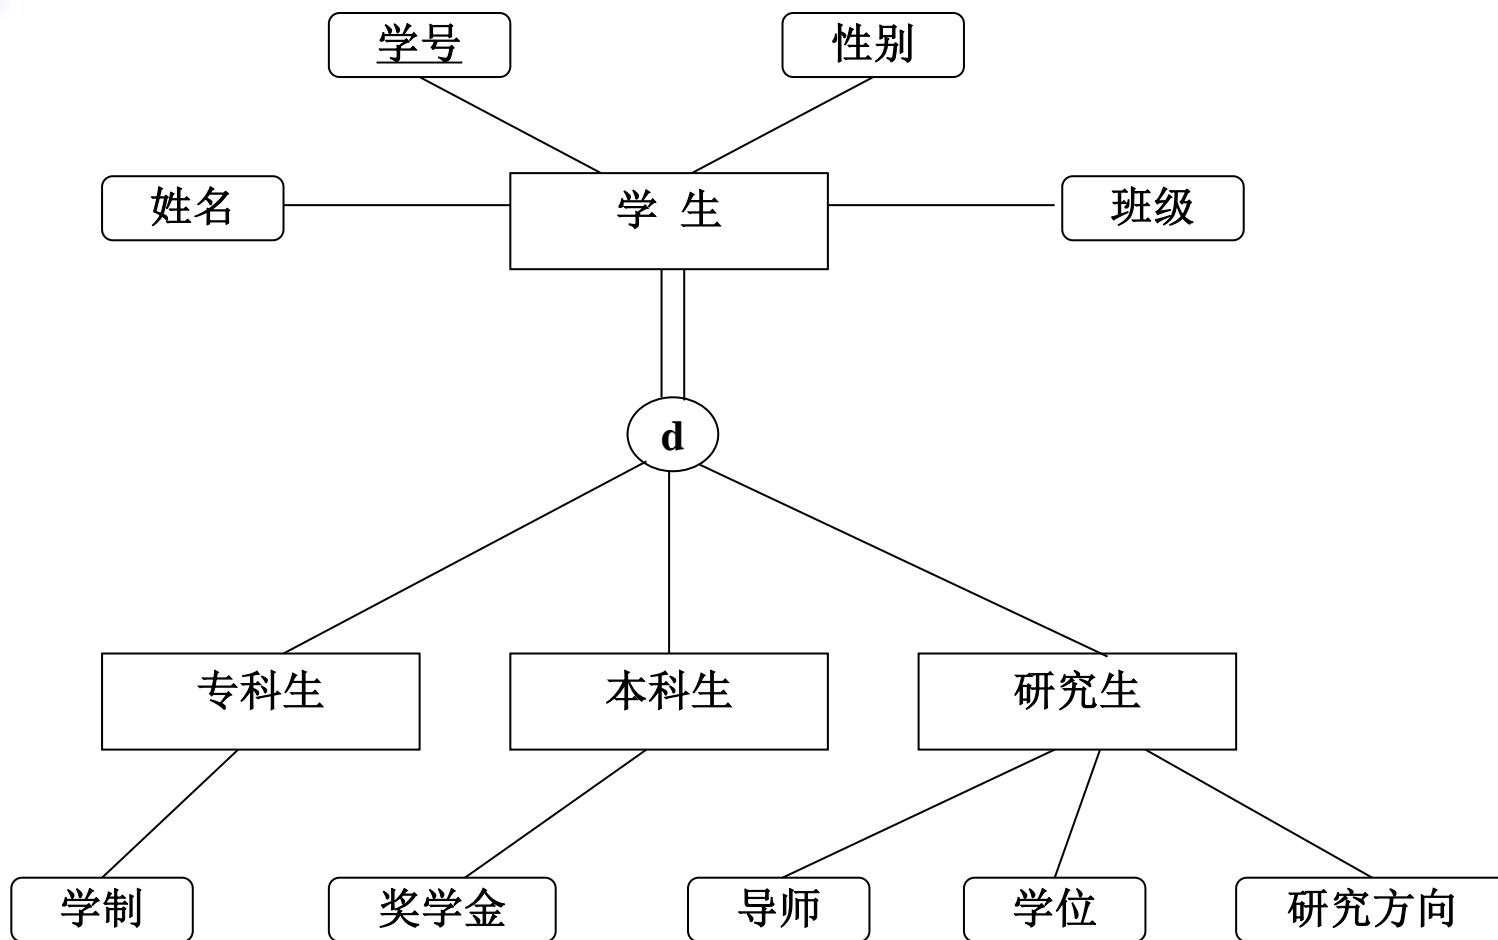 学号
性别
姓名
学 生
班级
d
专科生
本科生
研究生
学制
奖学金
导师
学位
研究方向